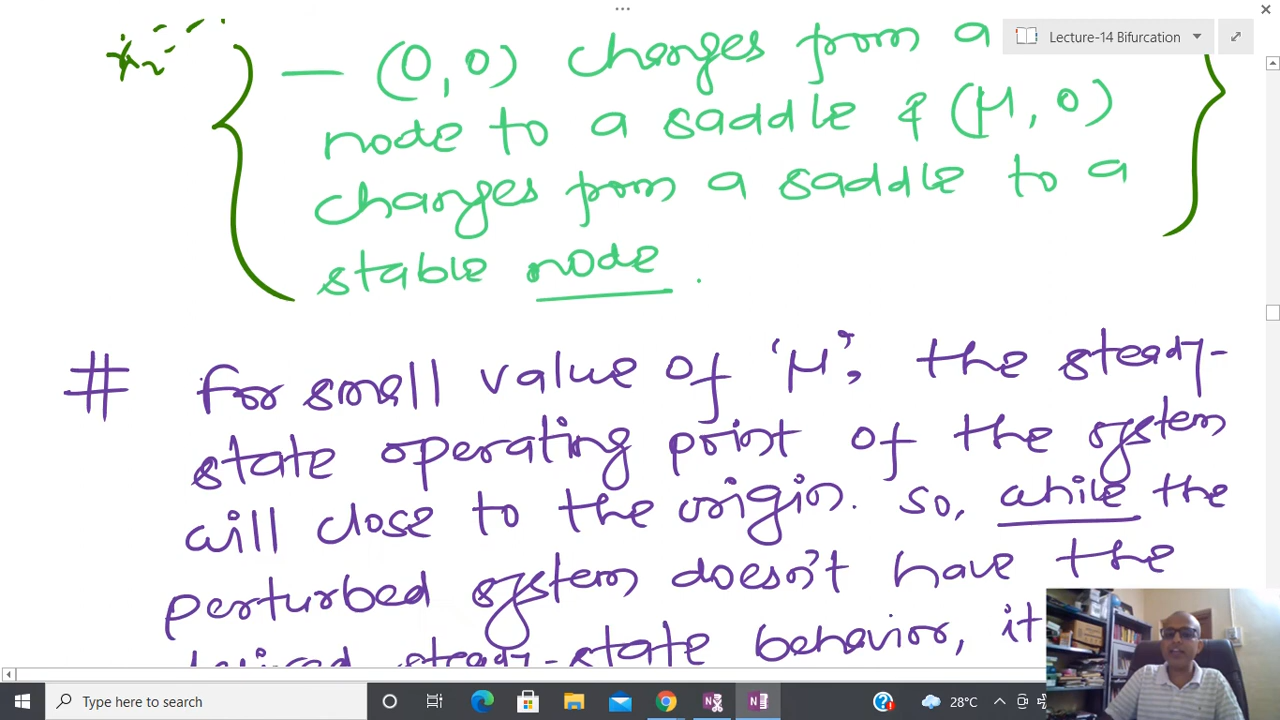 ...
Lecture-14 Bifurcation
— (0, 0) changes from a
node to a saddle & (μ, 0)
changes from a saddle to a
stable node.
# For small value of 'μ', the steady-
state operating point of the system
will close to the origin. So, while the
perturbed system doesn't have the
desired steady-state behavior, it
Type here to search
28°C